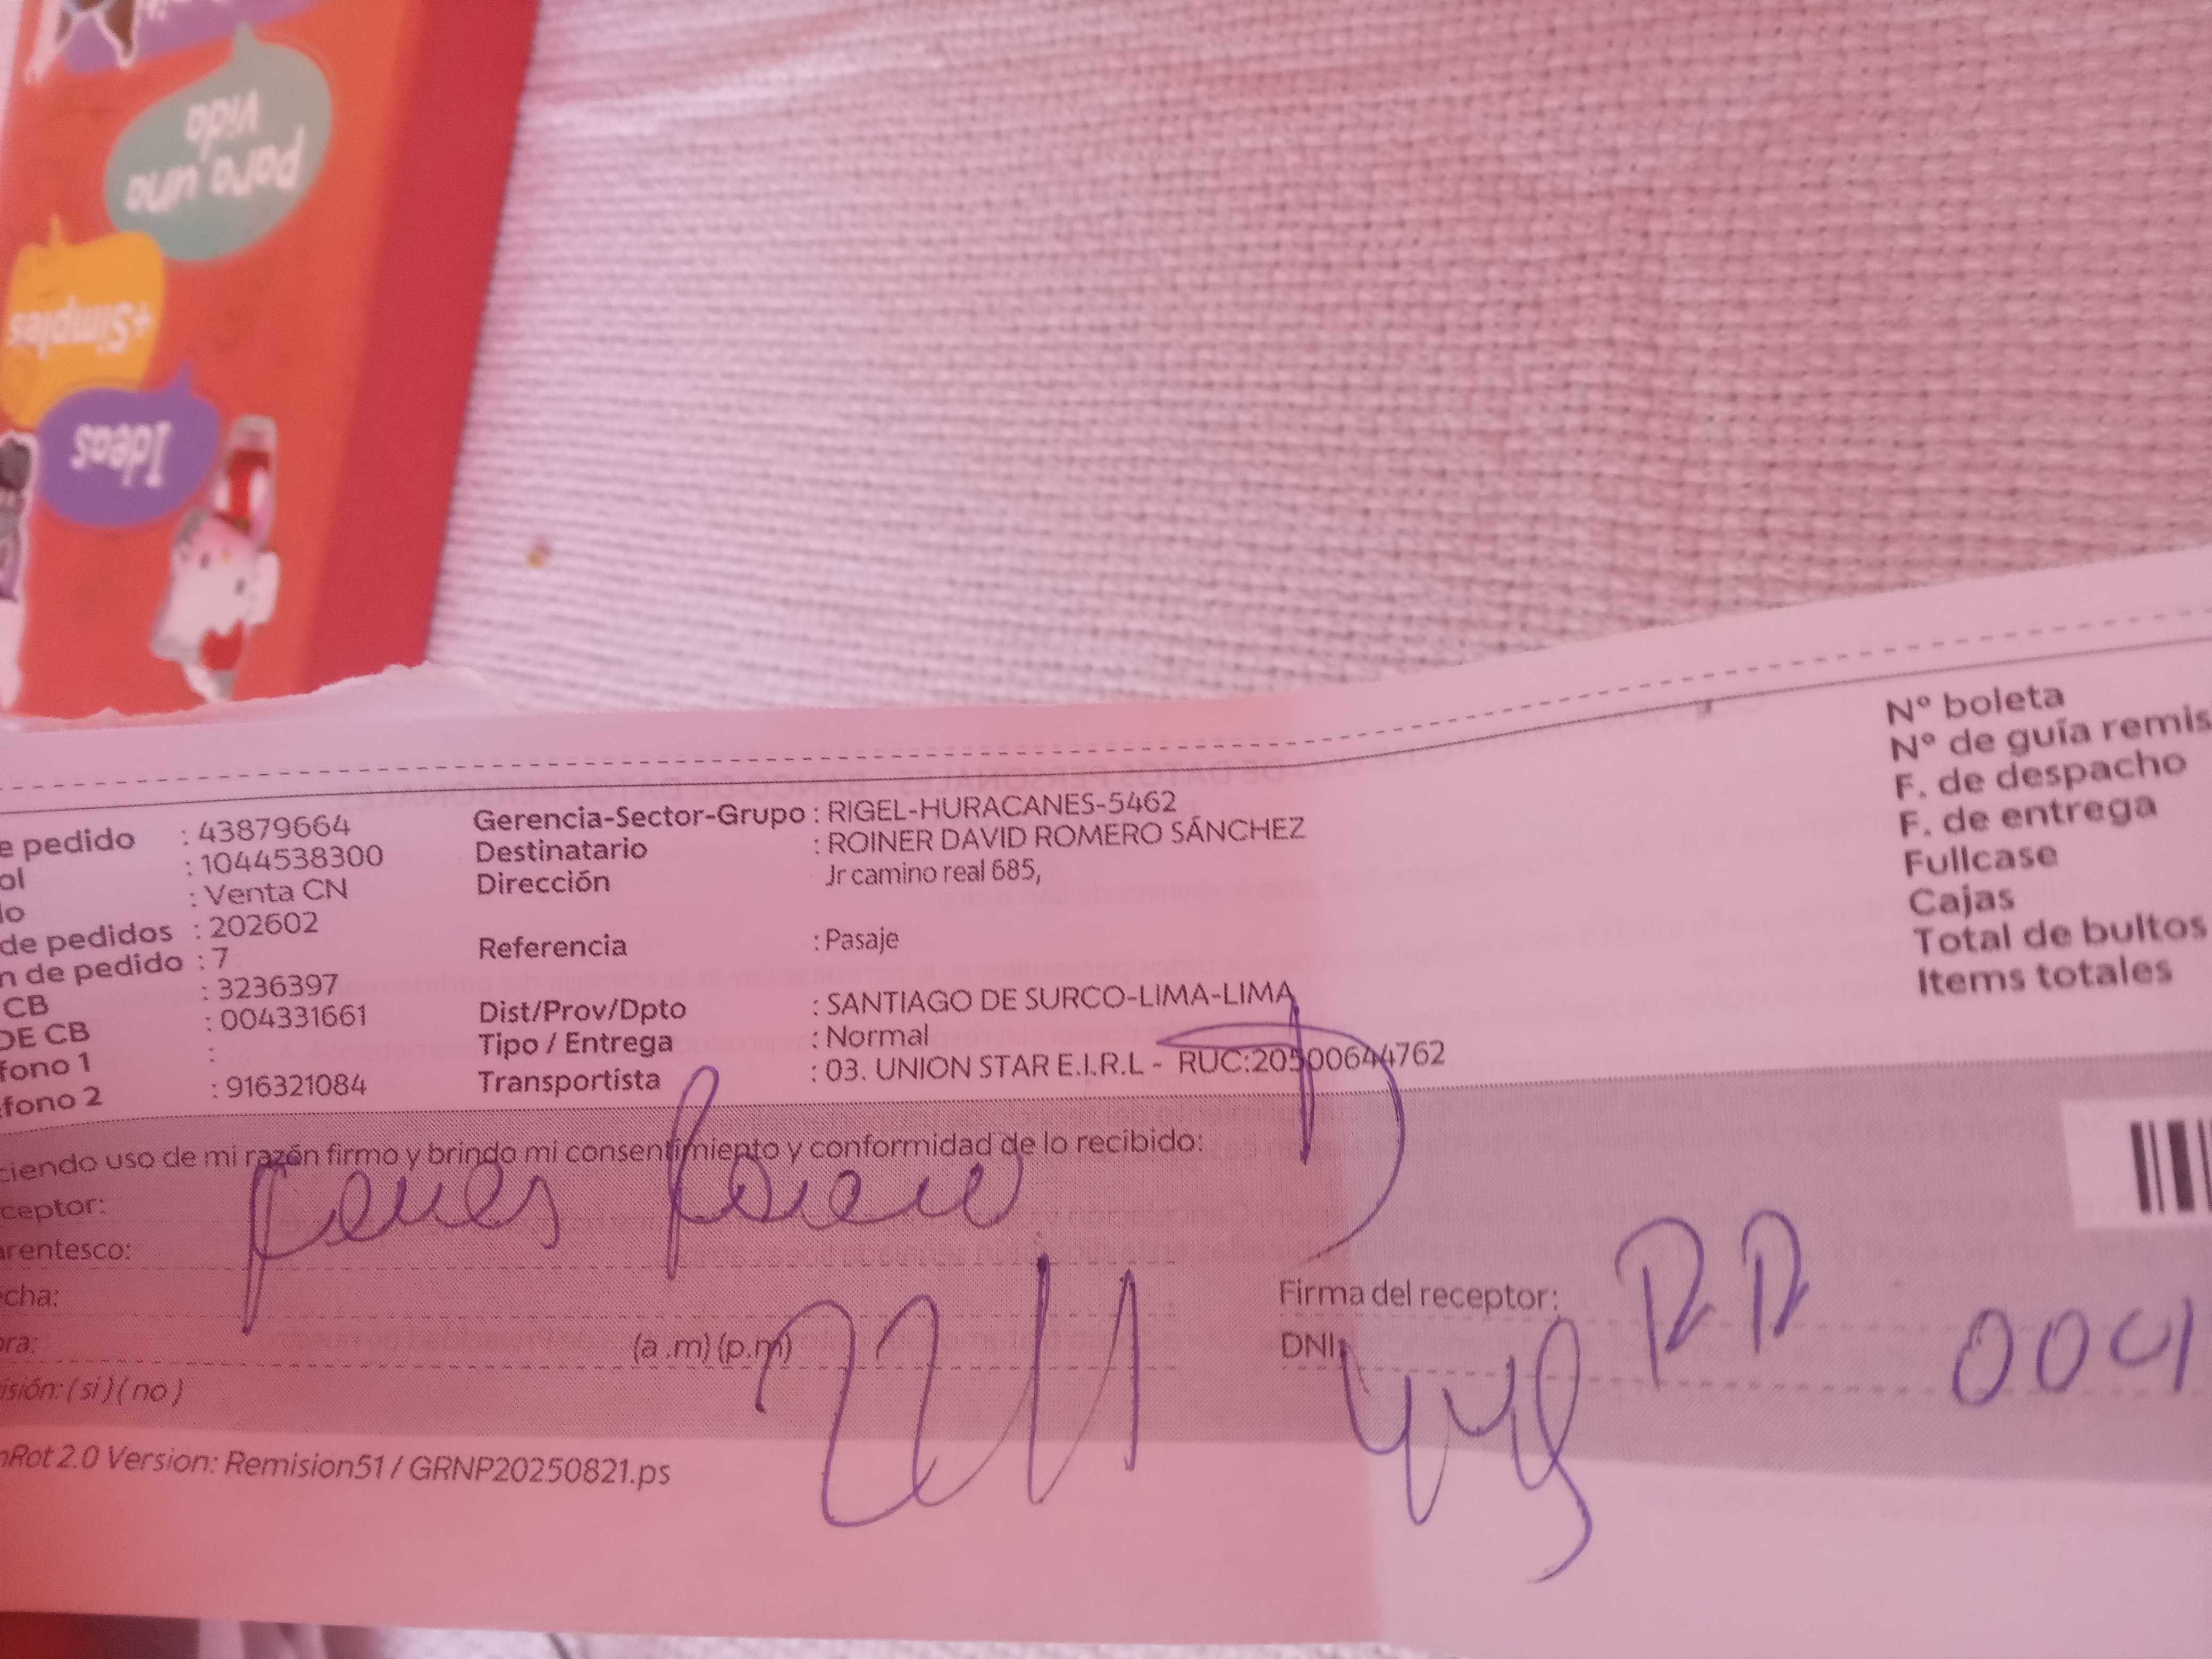 para una
vida
+Simples
Ideas
e pedido : 43879664
ol : 1044538300
lo : Venta CN
de pedidos : 202602
n de pedido : 7
CB : 3236397
DE CB : 004331661
fono 1 :
fono 2 : 916321084
Gerencia-Sector-Grupo : RIGEL-HURACANES-5462
Destinatario : ROINER DAVID ROMERO SÁNCHEZ
Dirección Jr camino real 685,
Referencia : Pasaje
Dist/Prov/Dpto : SANTIAGO DE SURCO-LIMA-LIMA
Tipo / Entrega : Normal
Transportista : 03. UNION STAR E.I.R.L - RUC:20500644762
Nº boleta
Nº de guía remis
F. de despacho
F. de entrega
Fullcase
Cajas
Total de bultos
Items totales
ciendo uso de mi razón firmo y brindo mi consentimiento y conformidad de lo recibido:
ceptor:
arentesco:
echa:
ora: (a .m) (p.m)
isión: ( si ) ( no )
Firma del receptor:
DNI:
nRot 2.0 Version: Remision51 / GRNP20250821.ps